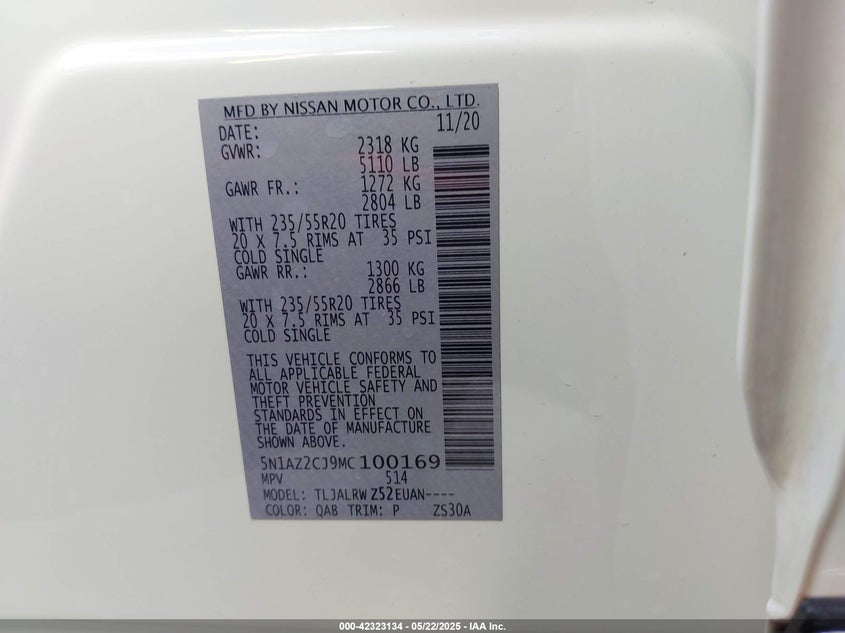 MFD BY NISSAN MOTOR CO., LTD.
DATE: 11/20
GVWR: 2318 KG
5110 LB
GAWR FR.: 1272 KG
2804 LB
WITH 235/55R20 TIRES
20 X 7.5 RIMS AT 35 PSI
COLD SINGLE
GAWR RR.: 1300 KG
2866 LB
WITH 235/55R20 TIRES
20 X 7.5 RIMS AT 35 PSI
COLD SINGLE
THIS VEHICLE CONFORMS TO
ALL APPLICABLE FEDERAL
MOTOR VEHICLE SAFETY AND
THEFT PREVENTION
STANDARDS IN EFFECT ON
THE DATE OF MANUFACTURE
SHOWN ABOVE.
5N1AZ2CJ9MC100169
MPV 514
MODEL: TLJALRW Z52EUAN----
COLOR: QAB TRIM: P ZS30A
000-42323134 - 05/22/2025 - IAA Inc.